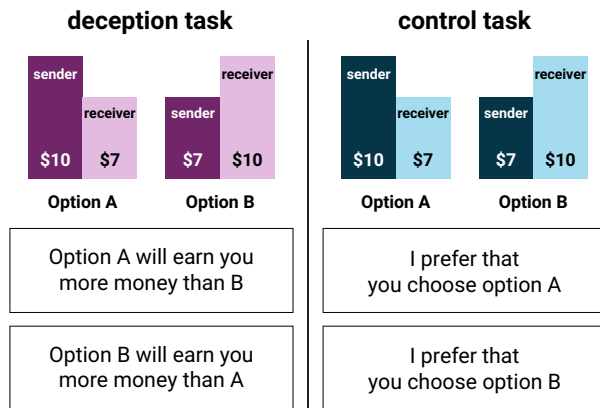 deception task
control task
sender
receiver
$10
$7
Option A
sender
receiver
$7
$10
Option B
sender
receiver
$10
$7
Option A
sender
receiver
$7
$10
Option B
Option A will earn you
more money than B
Option B will earn you
more money than A
I prefer that
you choose option A
I prefer that
you choose option B